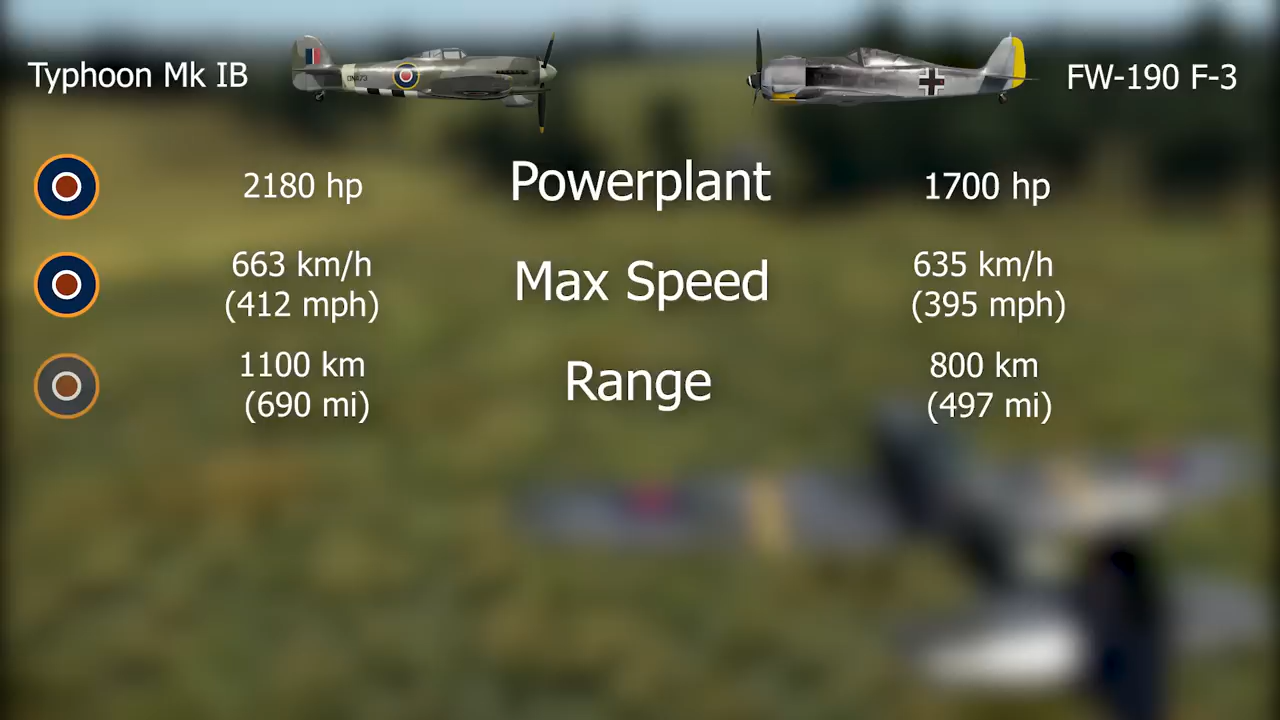 Typhoon Mk IB
FW-190 F-3
2180 hp
Powerplant
1700 hp
663 km/h
(412 mph)
Max Speed
635 km/h
(395 mph)
1100 km
(690 mi)
Range
800 km
(497 mi)